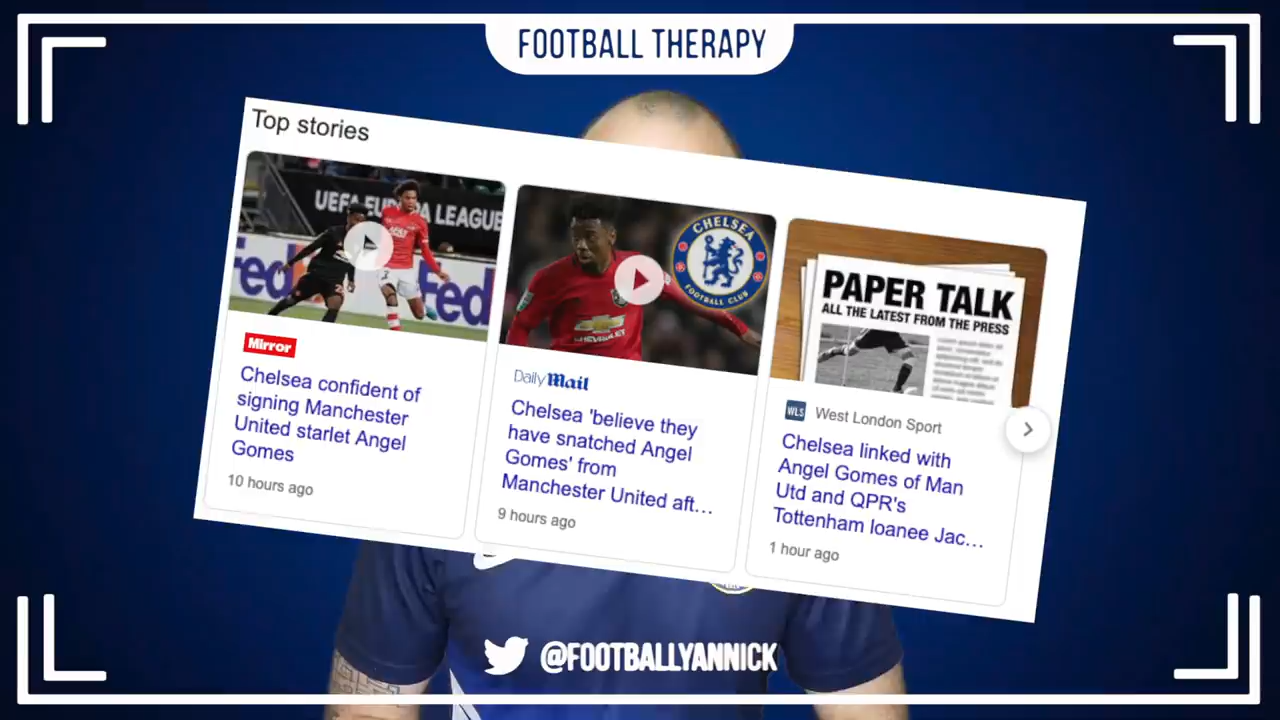 FOOTBALL THERAPY
Top stories
UEFA EUROPA LEAGUE
FedEx
Fed
CHELSEA
FOOTBALL CLUB
CHEVROLET
PAPER TALK
ALL THE LATEST FROM THE PRESS
Mirror
Chelsea confident of
signing Manchester
United starlet Angel
Gomes
10 hours ago
Daily Mail
Chelsea 'believe they
have snatched Angel
Gomes' from
Manchester United aft...
9 hours ago
WLS West London Sport
Chelsea linked with
Angel Gomes of Man
Utd and QPR's
Tottenham loanee Jac...
1 hour ago
@FOOTBALLYANNICK